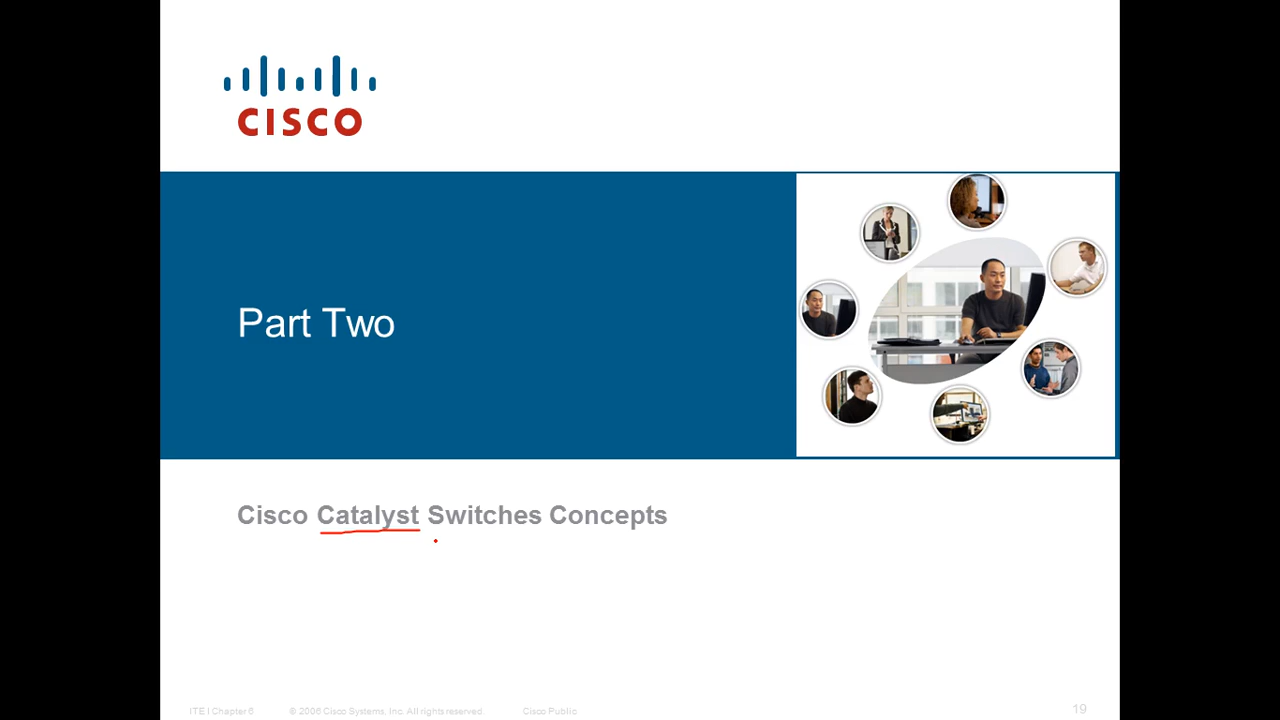 CISCO
Part Two
Cisco Catalyst Switches Concepts
ITE I Chapter 6
© 2006 Cisco Systems, Inc. All rights reserved.
Cisco Public
19